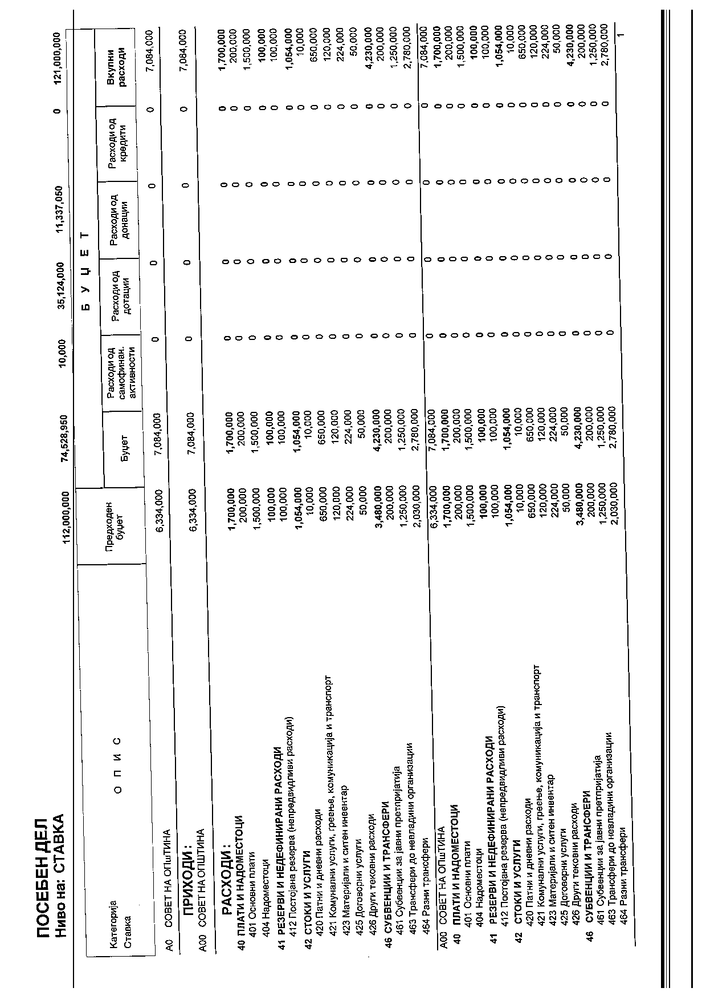 ПОСЕБЕН ДЕЛ
Ниво на: СТАВКА
112,000,000 74,528,950 10,000 35,124,000 11,337,050 0 121,000,000
Категорија О П И С Предходен буџет Б У Џ Е Т
Ставка Буџет Расходи од самофинан. активности Расходи од дотации Расходи од донации Расходи од кредити Вкупни расходи
А0 СОВЕТ НА ОПШТИНА 6,334,000 7,084,000 0 0 0 0 7,084,000
ПРИХОДИ :
А00 СОВЕТ НА ОПШТИНА 6,334,000 7,084,000 0 0 0 0 7,084,000
РАСХОДИ :
40 ПЛАТИ И НАДОМЕСТОЦИ 1,700,000 1,700,000 0 0 0 0 1,700,000
401 Основни плати 200,000 200,000 0 0 0 0 200,000
404 Надоместоци 1,500,000 1,500,000 0 0 0 0 1,500,000
41 РЕЗЕРВИ И НЕДЕФИНИРАНИ РАСХОДИ 100,000 100,000 0 0 0 0 100,000
412 Постојана резерва (непредвидливи расходи) 100,000 100,000 0 0 0 0 100,000
42 СТОКИ И УСЛУГИ 1,054,000 1,054,000 0 0 0 0 1,054,000
420 Патни и дневни расходи 10,000 10,000 0 0 0 0 10,000
421 Комунални услуги, греење, комуникација и транспорт 650,000 650,000 0 0 0 0 650,000
423 Материјали и ситен инвентар 120,000 120,000 0 0 0 0 120,000
425 Договорни услуги 224,000 224,000 0 0 0 0 224,000
426 Други тековни расходи 50,000 50,000 0 0 0 0 50,000
46 СУБВЕНЦИИ И ТРАНСФЕРИ 3,480,000 4,230,000 0 0 0 0 4,230,000
461 Субвенции за јавни претпријатија 200,000 200,000 0 0 0 0 200,000
463 Трансфери до невладини организации 1,250,000 1,250,000 0 0 0 0 1,250,000
464 Разни трансфери 2,030,000 2,780,000 0 0 0 0 2,780,000
А00 СОВЕТ НА ОПШТИНА 6,334,000 7,084,000 0 0 0 0 7,084,000
40 ПЛАТИ И НАДОМЕСТОЦИ 1,700,000 1,700,000 0 0 0 0 1,700,000
401 Основни плати 200,000 200,000 0 0 0 0 200,000
404 Надоместоци 1,500,000 1,500,000 0 0 0 0 1,500,000
41 РЕЗЕРВИ И НЕДЕФИНИРАНИ РАСХОДИ 100,000 100,000 0 0 0 0 100,000
412 Постојана резерва (непредвидливи расходи) 100,000 100,000 0 0 0 0 100,000
42 СТОКИ И УСЛУГИ 1,054,000 1,054,000 0 0 0 0 1,054,000
420 Патни и дневни расходи 10,000 10,000 0 0 0 0 10,000
421 Комунални услуги, греење, комуникација и транспорт 650,000 650,000 0 0 0 0 650,000
423 Материјали и ситен инвентар 120,000 120,000 0 0 0 0 120,000
425 Договорни услуги 224,000 224,000 0 0 0 0 224,000
426 Други тековни расходи 50,000 50,000 0 0 0 0 50,000
46 СУБВЕНЦИИ И ТРАНСФЕРИ 3,480,000 4,230,000 0 0 0 0 4,230,000
461 Субвенции за јавни претпријатија 200,000 200,000 0 0 0 0 200,000
463 Трансфери до невладини организации 1,250,000 1,250,000 0 0 0 0 1,250,000
464 Разни трансфери 2,030,000 2,780,000 0 0 0 0 2,780,000
1